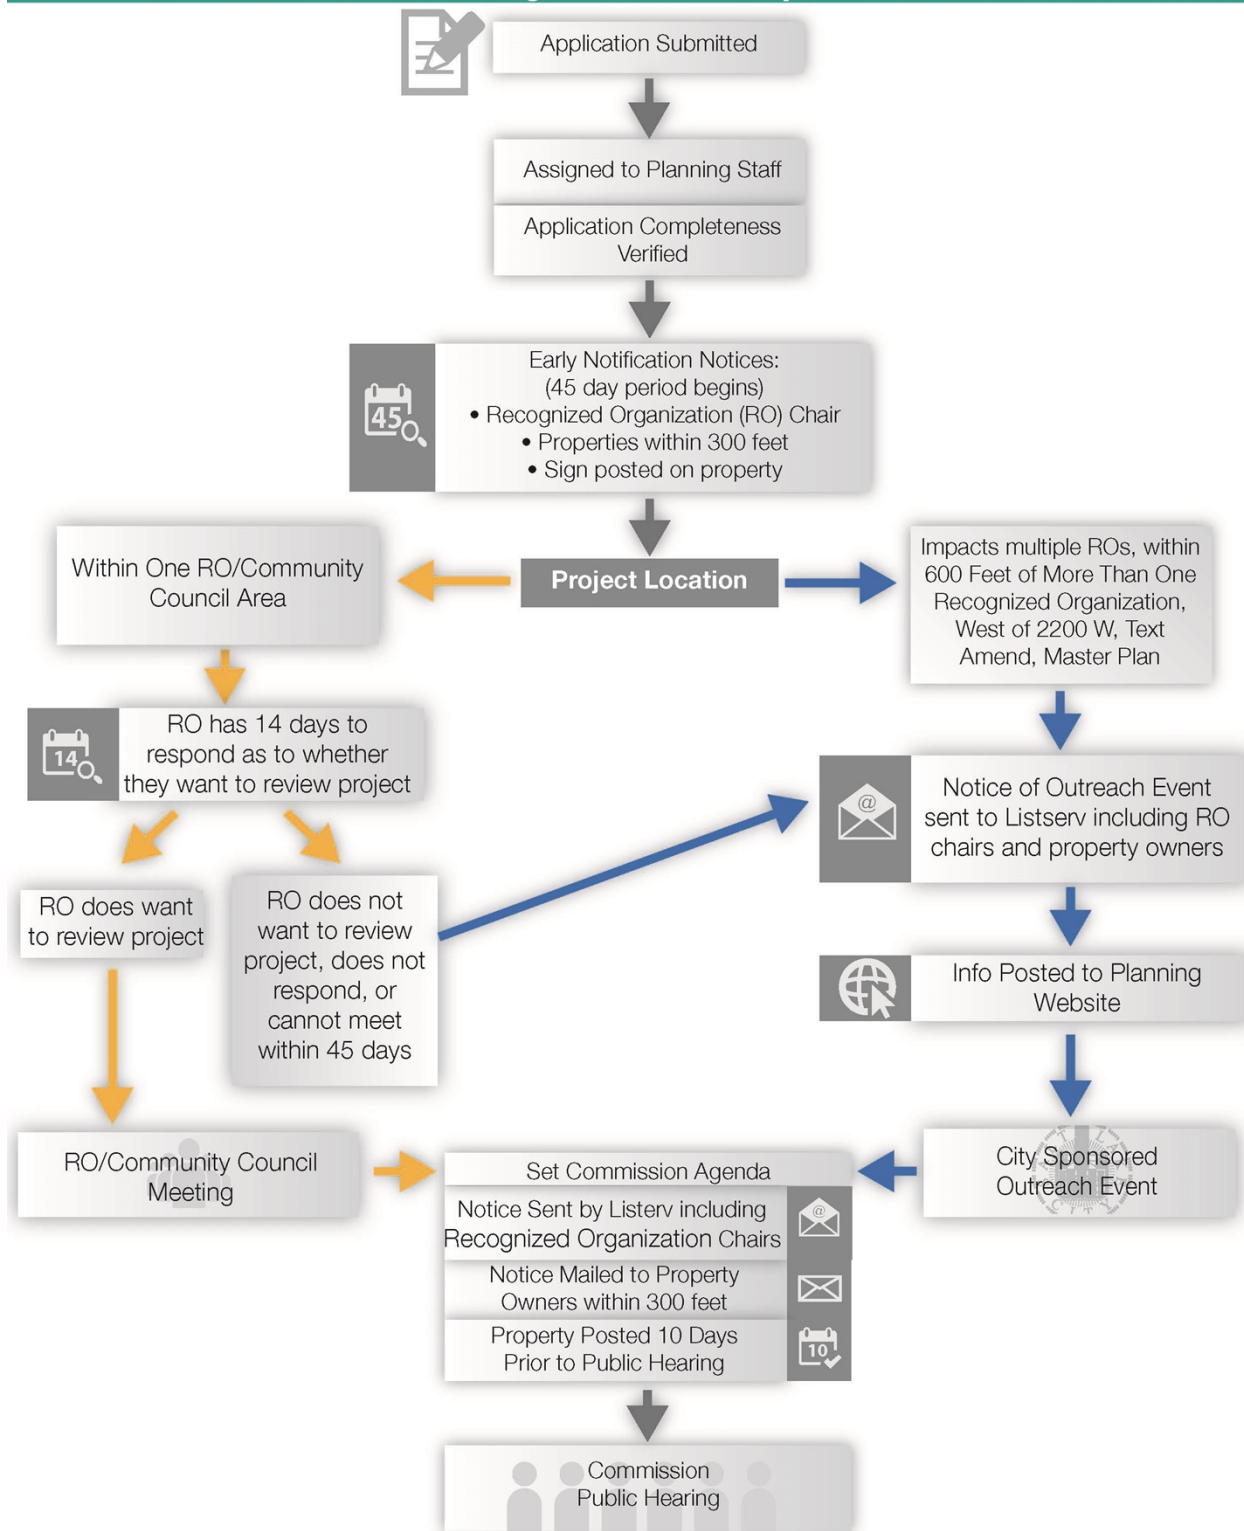 Application Submitted
Assigned to Planning Staff
Application Completeness
Verified
Early Notification Notices:
(45 day period begins)
• Recognized Organization (RO) Chair
• Properties within 300 feet
• Sign posted on property
45
Project Location
Within One RO/Community
Council Area
Impacts multiple ROs, within
600 Feet of More Than One
Recognized Organization,
West of 2200 W, Text
Amend, Master Plan
14
RO has 14 days to
respond as to whether
they want to review project
@
Notice of Outreach Event
sent to Listserv including RO
chairs and property owners
RO does want
to review project
RO does not
want to review
project, does not
respond, or
cannot meet
within 45 days
Info Posted to Planning
Website
RO/Community Council
Meeting
City Sponsored
Outreach Event
Set Commission Agenda
Notice Sent by Listerv including
Recognized Organization Chairs
@
Notice Mailed to Property
Owners within 300 feet
Property Posted 10 Days
Prior to Public Hearing
10
Commission
Public Hearing